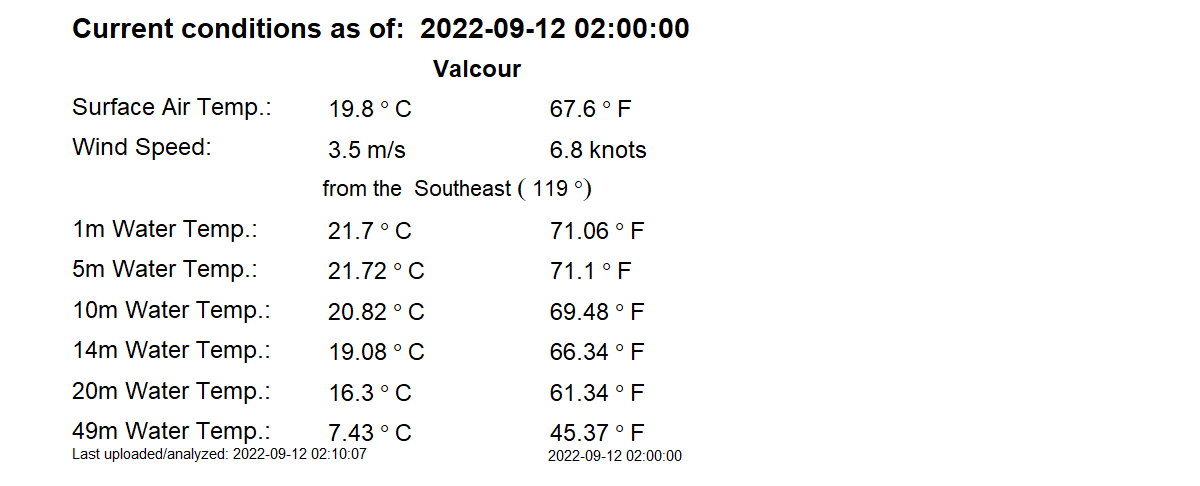 Current conditions as of:  2022-09-12 02:00:00
Valcour
Surface Air Temp.: 19.8 ° C 67.6 ° F
Wind Speed: 3.5 m/s 6.8 knots
from the  Southeast ( 119 °)
1m Water Temp.: 21.7 ° C 71.06 ° F
5m Water Temp.: 21.72 ° C 71.1 ° F
10m Water Temp.: 20.82 ° C 69.48 ° F
14m Water Temp.: 19.08 ° C 66.34 ° F
20m Water Temp.: 16.3 ° C 61.34 ° F
49m Water Temp.: 7.43 ° C 45.37 ° F
Last uploaded/analyzed: 2022-09-12 02:10:07 2022-09-12 02:00:00